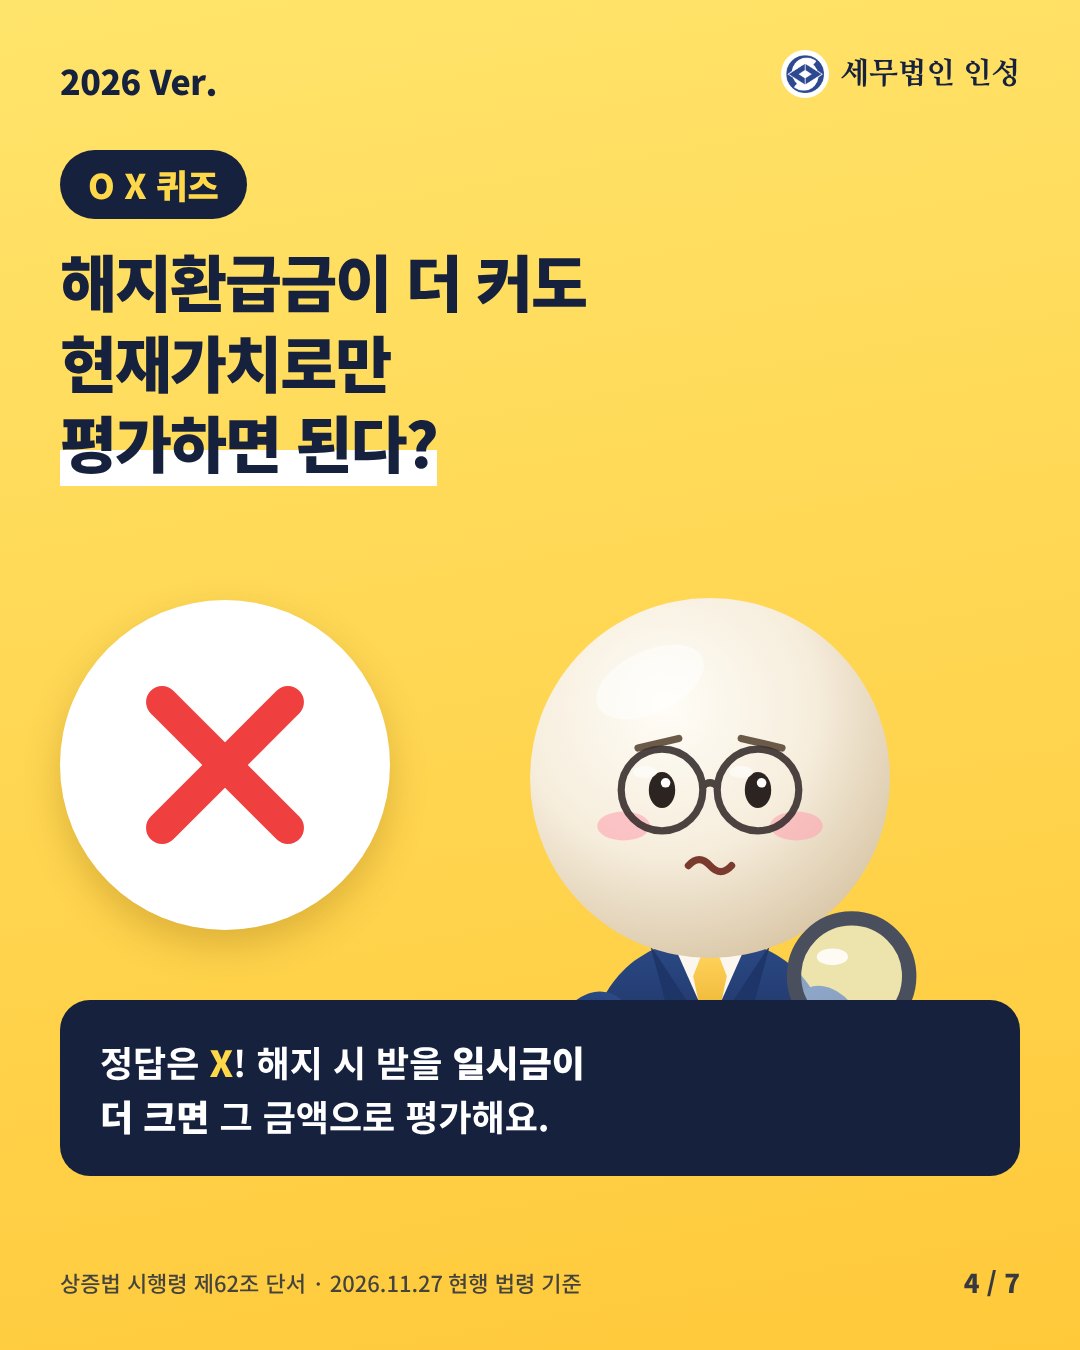 2026 Ver.
세무법인 인성
O X 퀴즈
해지환급금이 더 커도
현재가치로만
평가하면 된다?
정답은 X! 해지 시 받을 일시금이
더 크면 그 금액으로 평가해요.
상증법 시행령 제62조 단서 · 2026.11.27 현행 법령 기준
4 / 7